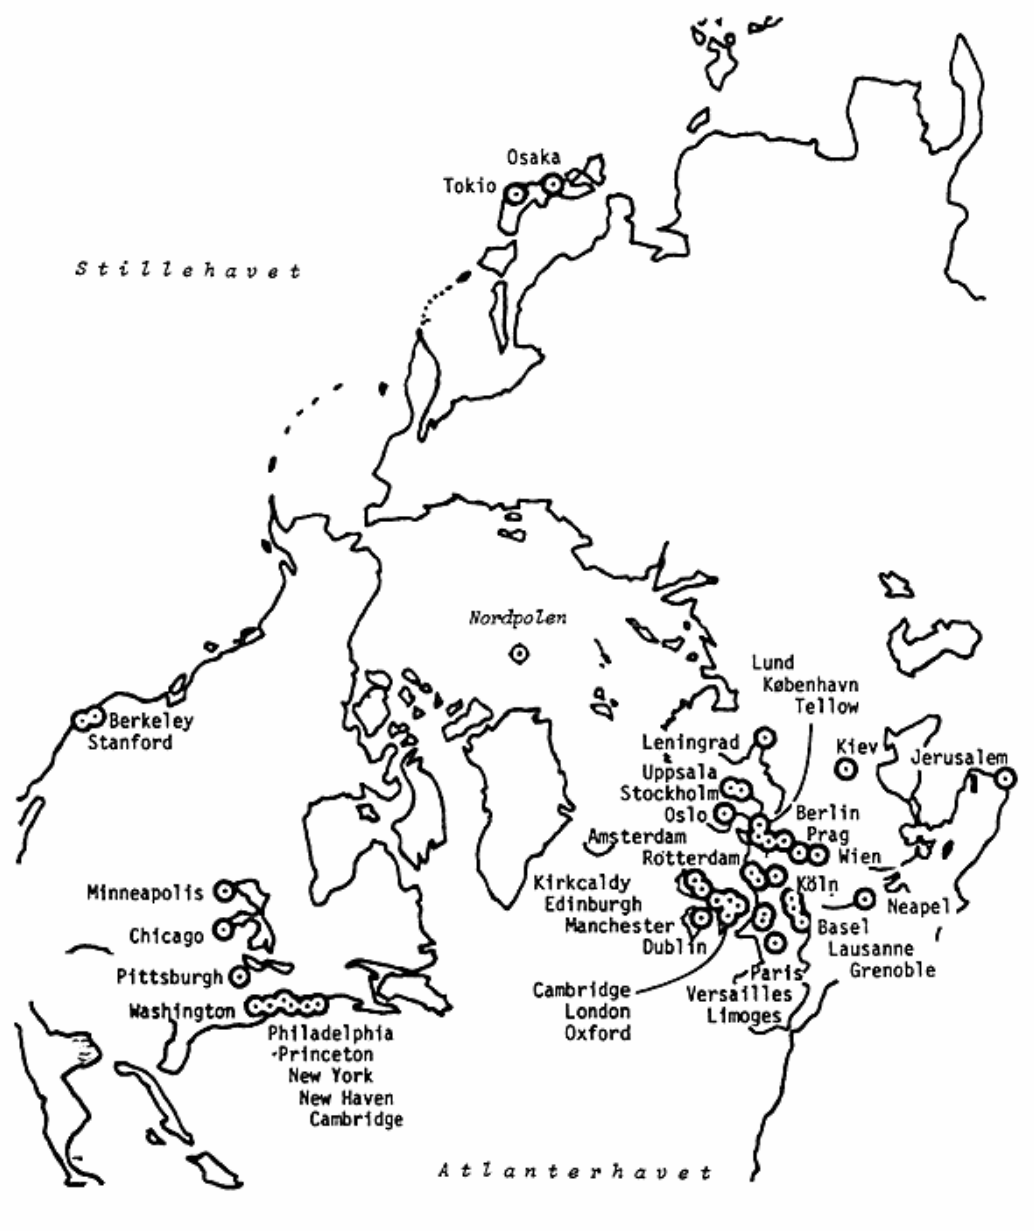 Osaka
Tokio
Stillehavet
Nordpolen
Lund
København
Tellow
Berkeley
Stanford
Leningrad
Kiev
Jerusalem
Uppsala
Stockholm
Oslo
Berlin
Amsterdam
Prag
Rotterdam
Wien
Kirkcaldy
Köln
Minneapolis
Edinburgh
Neapel
Manchester
Basel
Chicago
Dublin
Lausanne
Grenoble
Pittsburgh
Paris
Cambridge
Versailles
Washington
London
Limoges
Oxford
Philadelphia
Princeton
New York
New Haven
Cambridge
Atlanterhavet